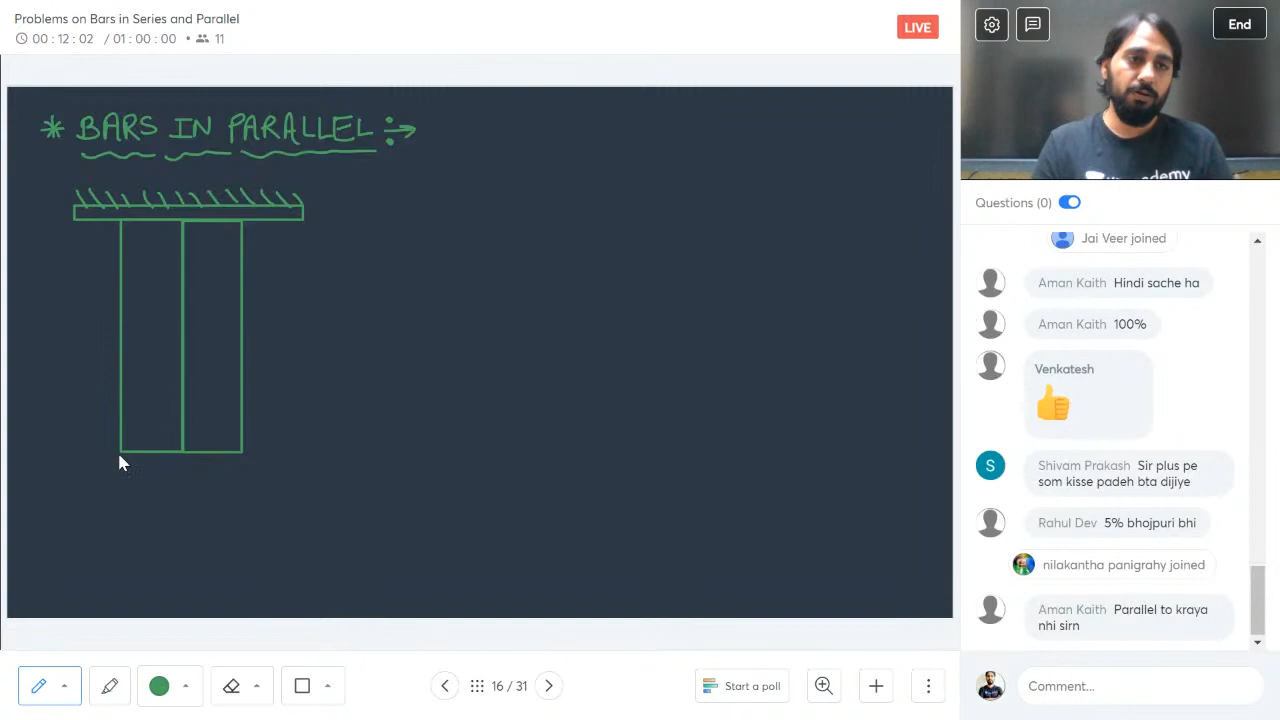 Problems on Bars in Series and Parallel
00 : 12 : 02 / 01 : 00 : 00 • 11
LIVE
End
* BARS IN PARALLEL :→
Questions (0)
Jai Veer joined
Aman Kaith Hindi sache ha
Aman Kaith 100%
Venkatesh
S
Shivam Prakash Sir plus pe
som kisse padeh bta dijiye
Rahul Dev 5% bhojpuri bhi
nilakantha panigrahy joined
Aman Kaith Parallel to kraya
nhi sirn
16 / 31
Start a poll
Comment...